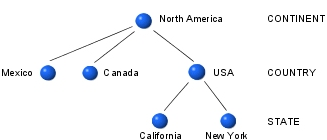 North America CONTINENT
Mexico Canada USA COUNTRY
STATE
California New York